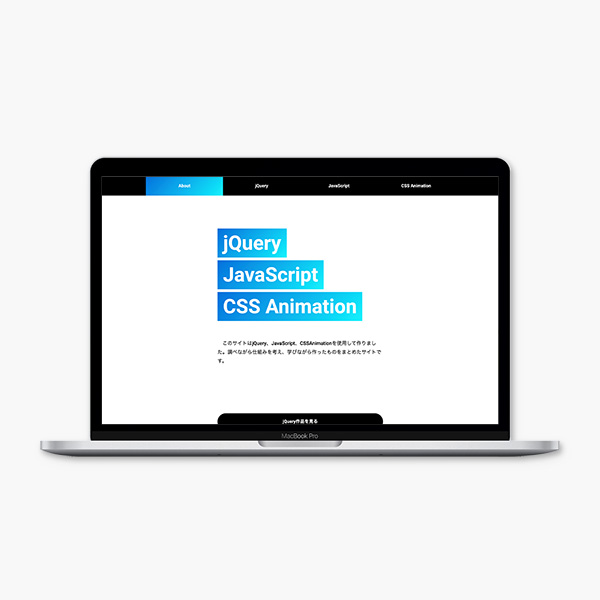 About jQuery JavaScript CSS Animation
jQuery
JavaScript
CSS Animation
このサイトはjQuery、JavaScript、CSSAnimationを使用して作りまし
た。調べながら仕組みを考え、学びながら作ったものをまとめたサイトで
す。
jQuery作品を見る
MacBook Pro